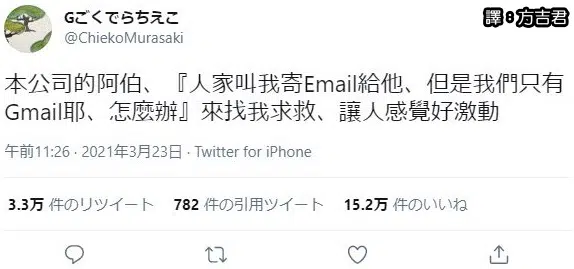 Gごくでらちえこ
@ChiekoMurasaki
譯8方吉君
本公司的阿伯、『人家叫我寄Email給他、但是我們只有
Gmail耶、怎麼辦』來找我求救、讓人感覺好激動
午前11:26 · 2021年3月23日 · Twitter for iPhone
3.3万 件のリツイート 782 件の引用ツイート 15.2万 件のいいね